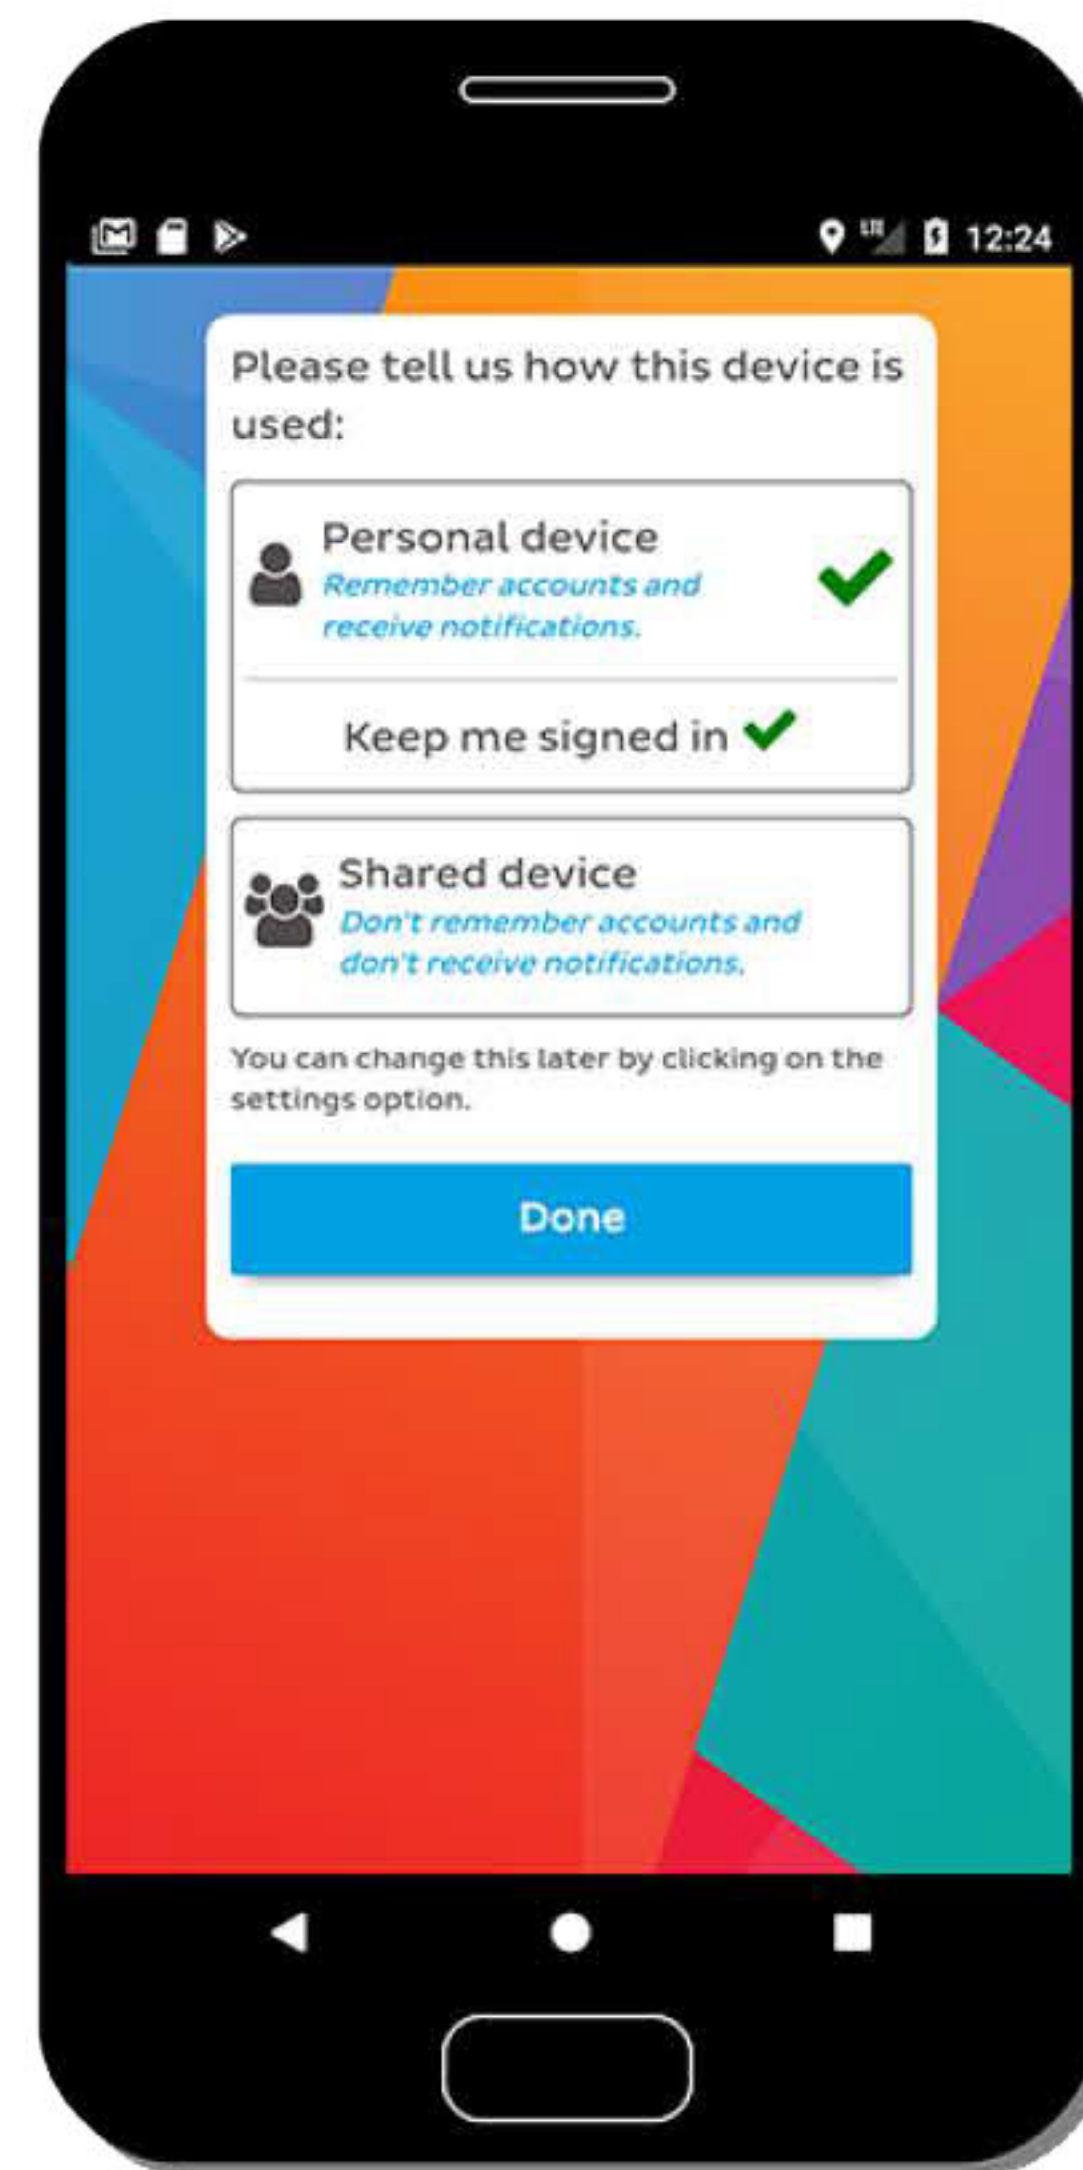 LTE 12:24
Please tell us how this device is
used:
Personal device
Remember accounts and
receive notifications.
Keep me signed in
Shared device
Don't remember accounts and
don't receive notifications.
You can change this later by clicking on the
settings option.
Done